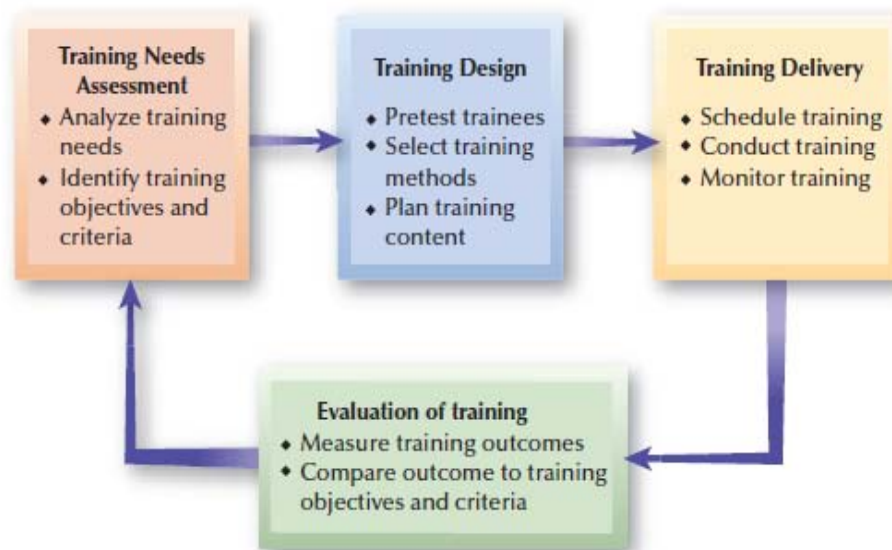 Training Needs
Assessment
◆ Analyze training
needs
◆ Identify training
objectives and
criteria
Training Design
◆ Pretest trainees
◆ Select training
methods
◆ Plan training
content
Training Delivery
◆ Schedule training
◆ Conduct training
◆ Monitor training
Evaluation of training
◆ Measure training outcomes
◆ Compare outcome to training
objectives and criteria